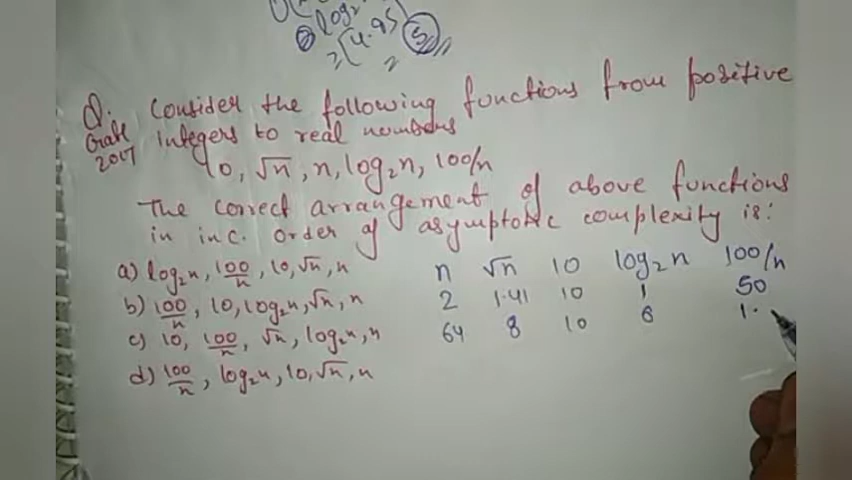 log₂
= ⌈4.95⌉ ⑤
=
Q. Consider the following functions from positive
Gate 2017 integers to real numbers
10, √n, n, log₂n, 100/n
The correct arrangement of above functions
in inc. order of asymptotic complexity is:
a) log₂n, 100/n, 10, √n, n
b) 100/n, 10, log₂n, √n, n
c) 10, 100/n, √n, log₂n, n
d) 100/n, log₂n, 10, √n, n
n √n 10 log₂n 100/n
2 1.41 10 1 50
64 8 10 6 1.